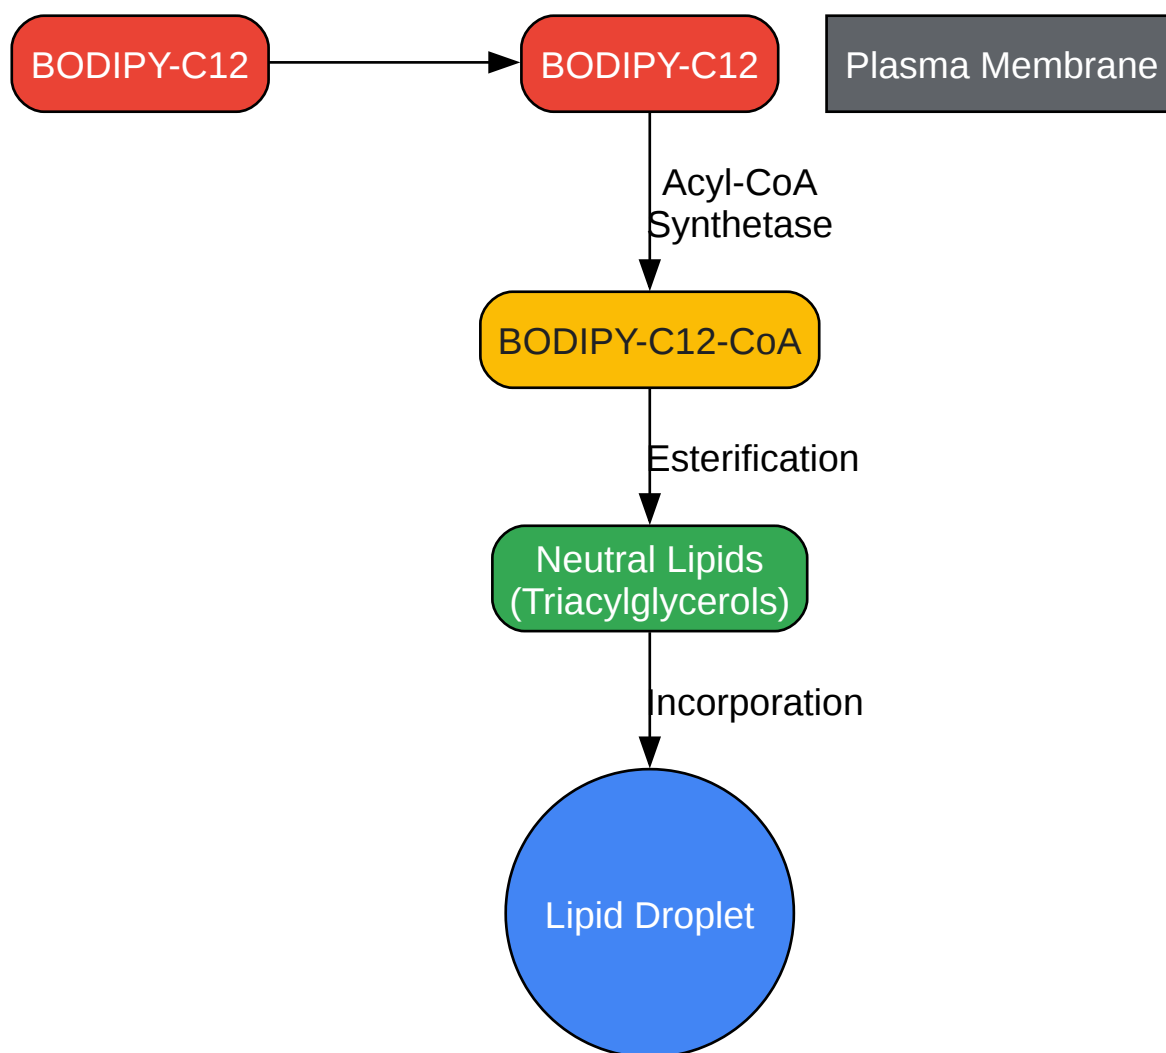 BODIPY-C12
BODIPY-C12
Plasma Membrane
Acyl-CoA
Synthetase
BODIPY-C12-CoA
Esterification
Neutral Lipids
(Triacylglycerols)
Incorporation
Lipid Droplet